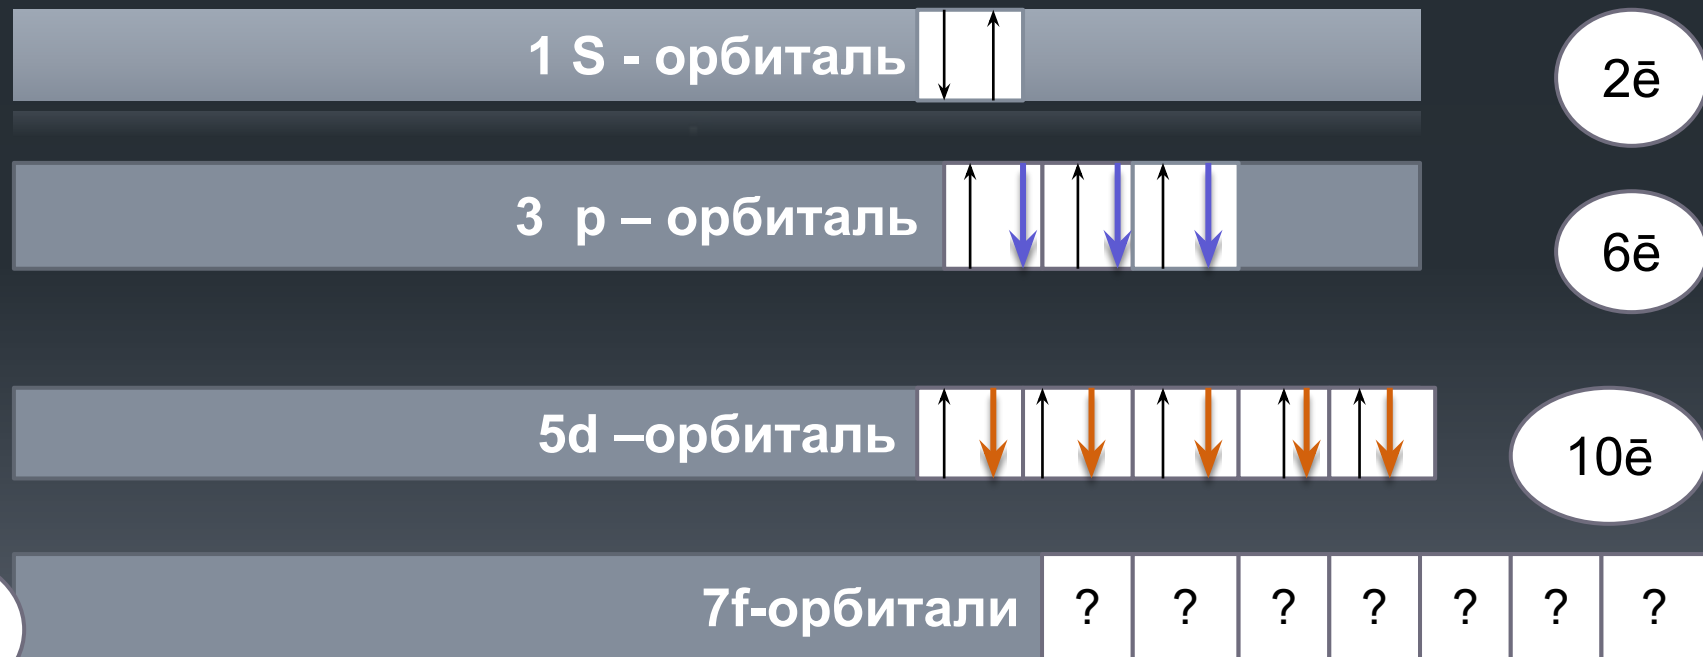 1 S - орбиталь
2ē
3 p – орбиталь
6ē
5d –орбиталь
10ē
7f-орбитали ? ? ? ? ? ? ?